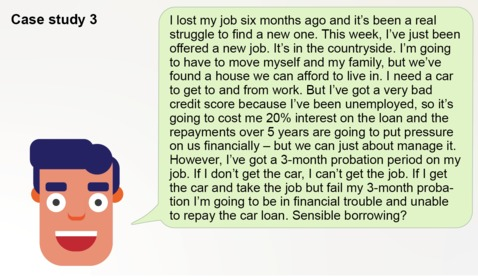 Case study 3
I lost my job six months ago and it's been a real
struggle to find a new one. This week, I've just been
offered a new job. It's in the countryside. I'm going
to have to move myself and my family, but we've
found a house we can afford to live in. I need a car
to get to and from work. But I've got a very bad
credit score because I've been unemployed, so it's
going to cost me 20% interest on the loan and the
repayments over 5 years are going to put pressure
on us financially – but we can just about manage it.
However, I've got a 3-month probation period on my
job. If I don't get the car, I can't get the job. If I get
the car and take the job but fail my 3-month proba-
tion I'm going to be in financial trouble and unable
to repay the car loan. Sensible borrowing?